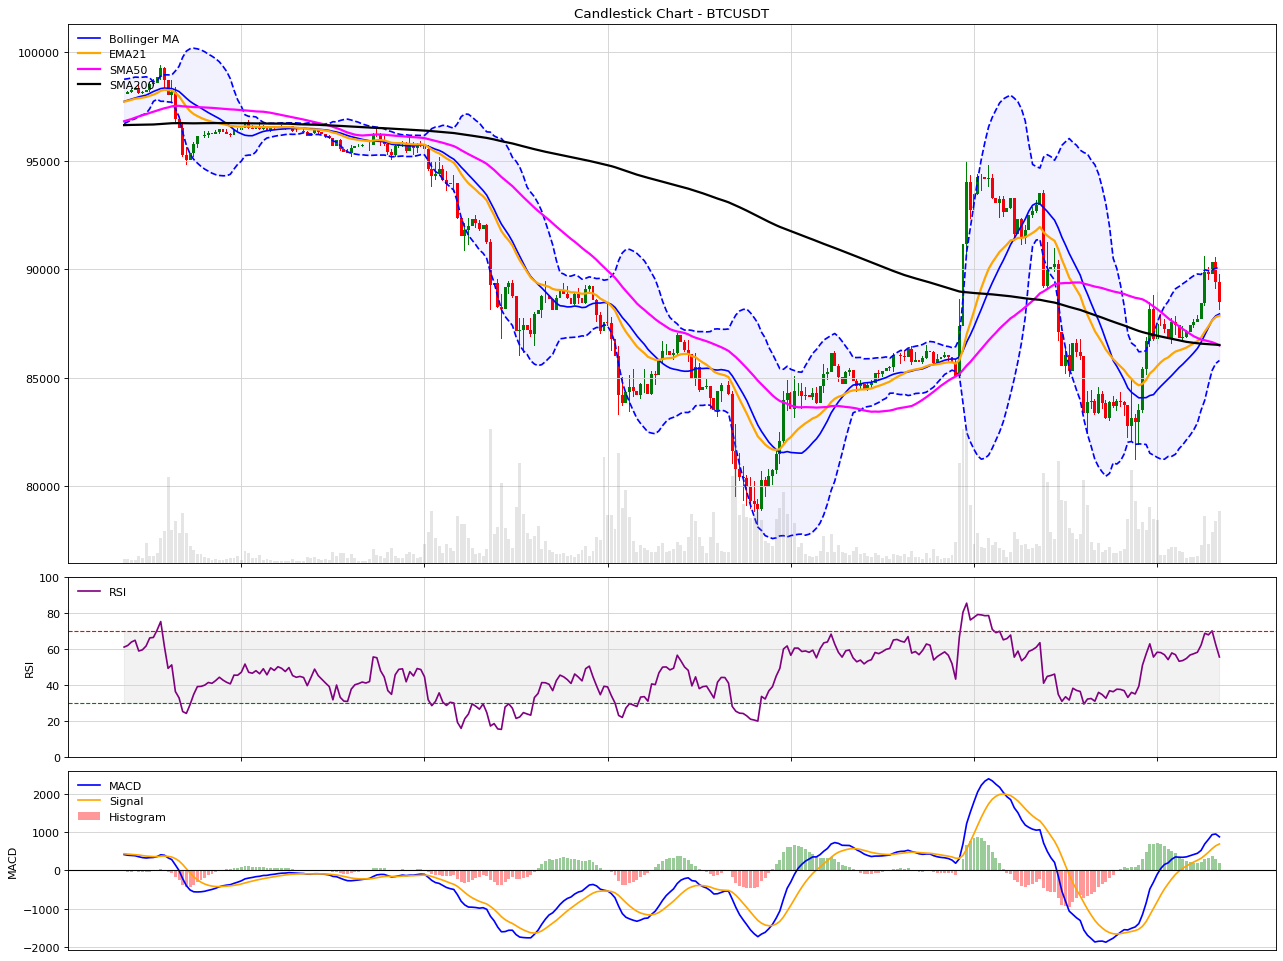 Candlestick Chart - BTCUSDT
Bollinger MA
EMA21
SMA50
SMA200
100000
95000
90000
85000
80000
RSI
100
80
60
40
20
0
RSI
MACD
Signal
Histogram
2000
1000
0
−1000
−2000
MACD